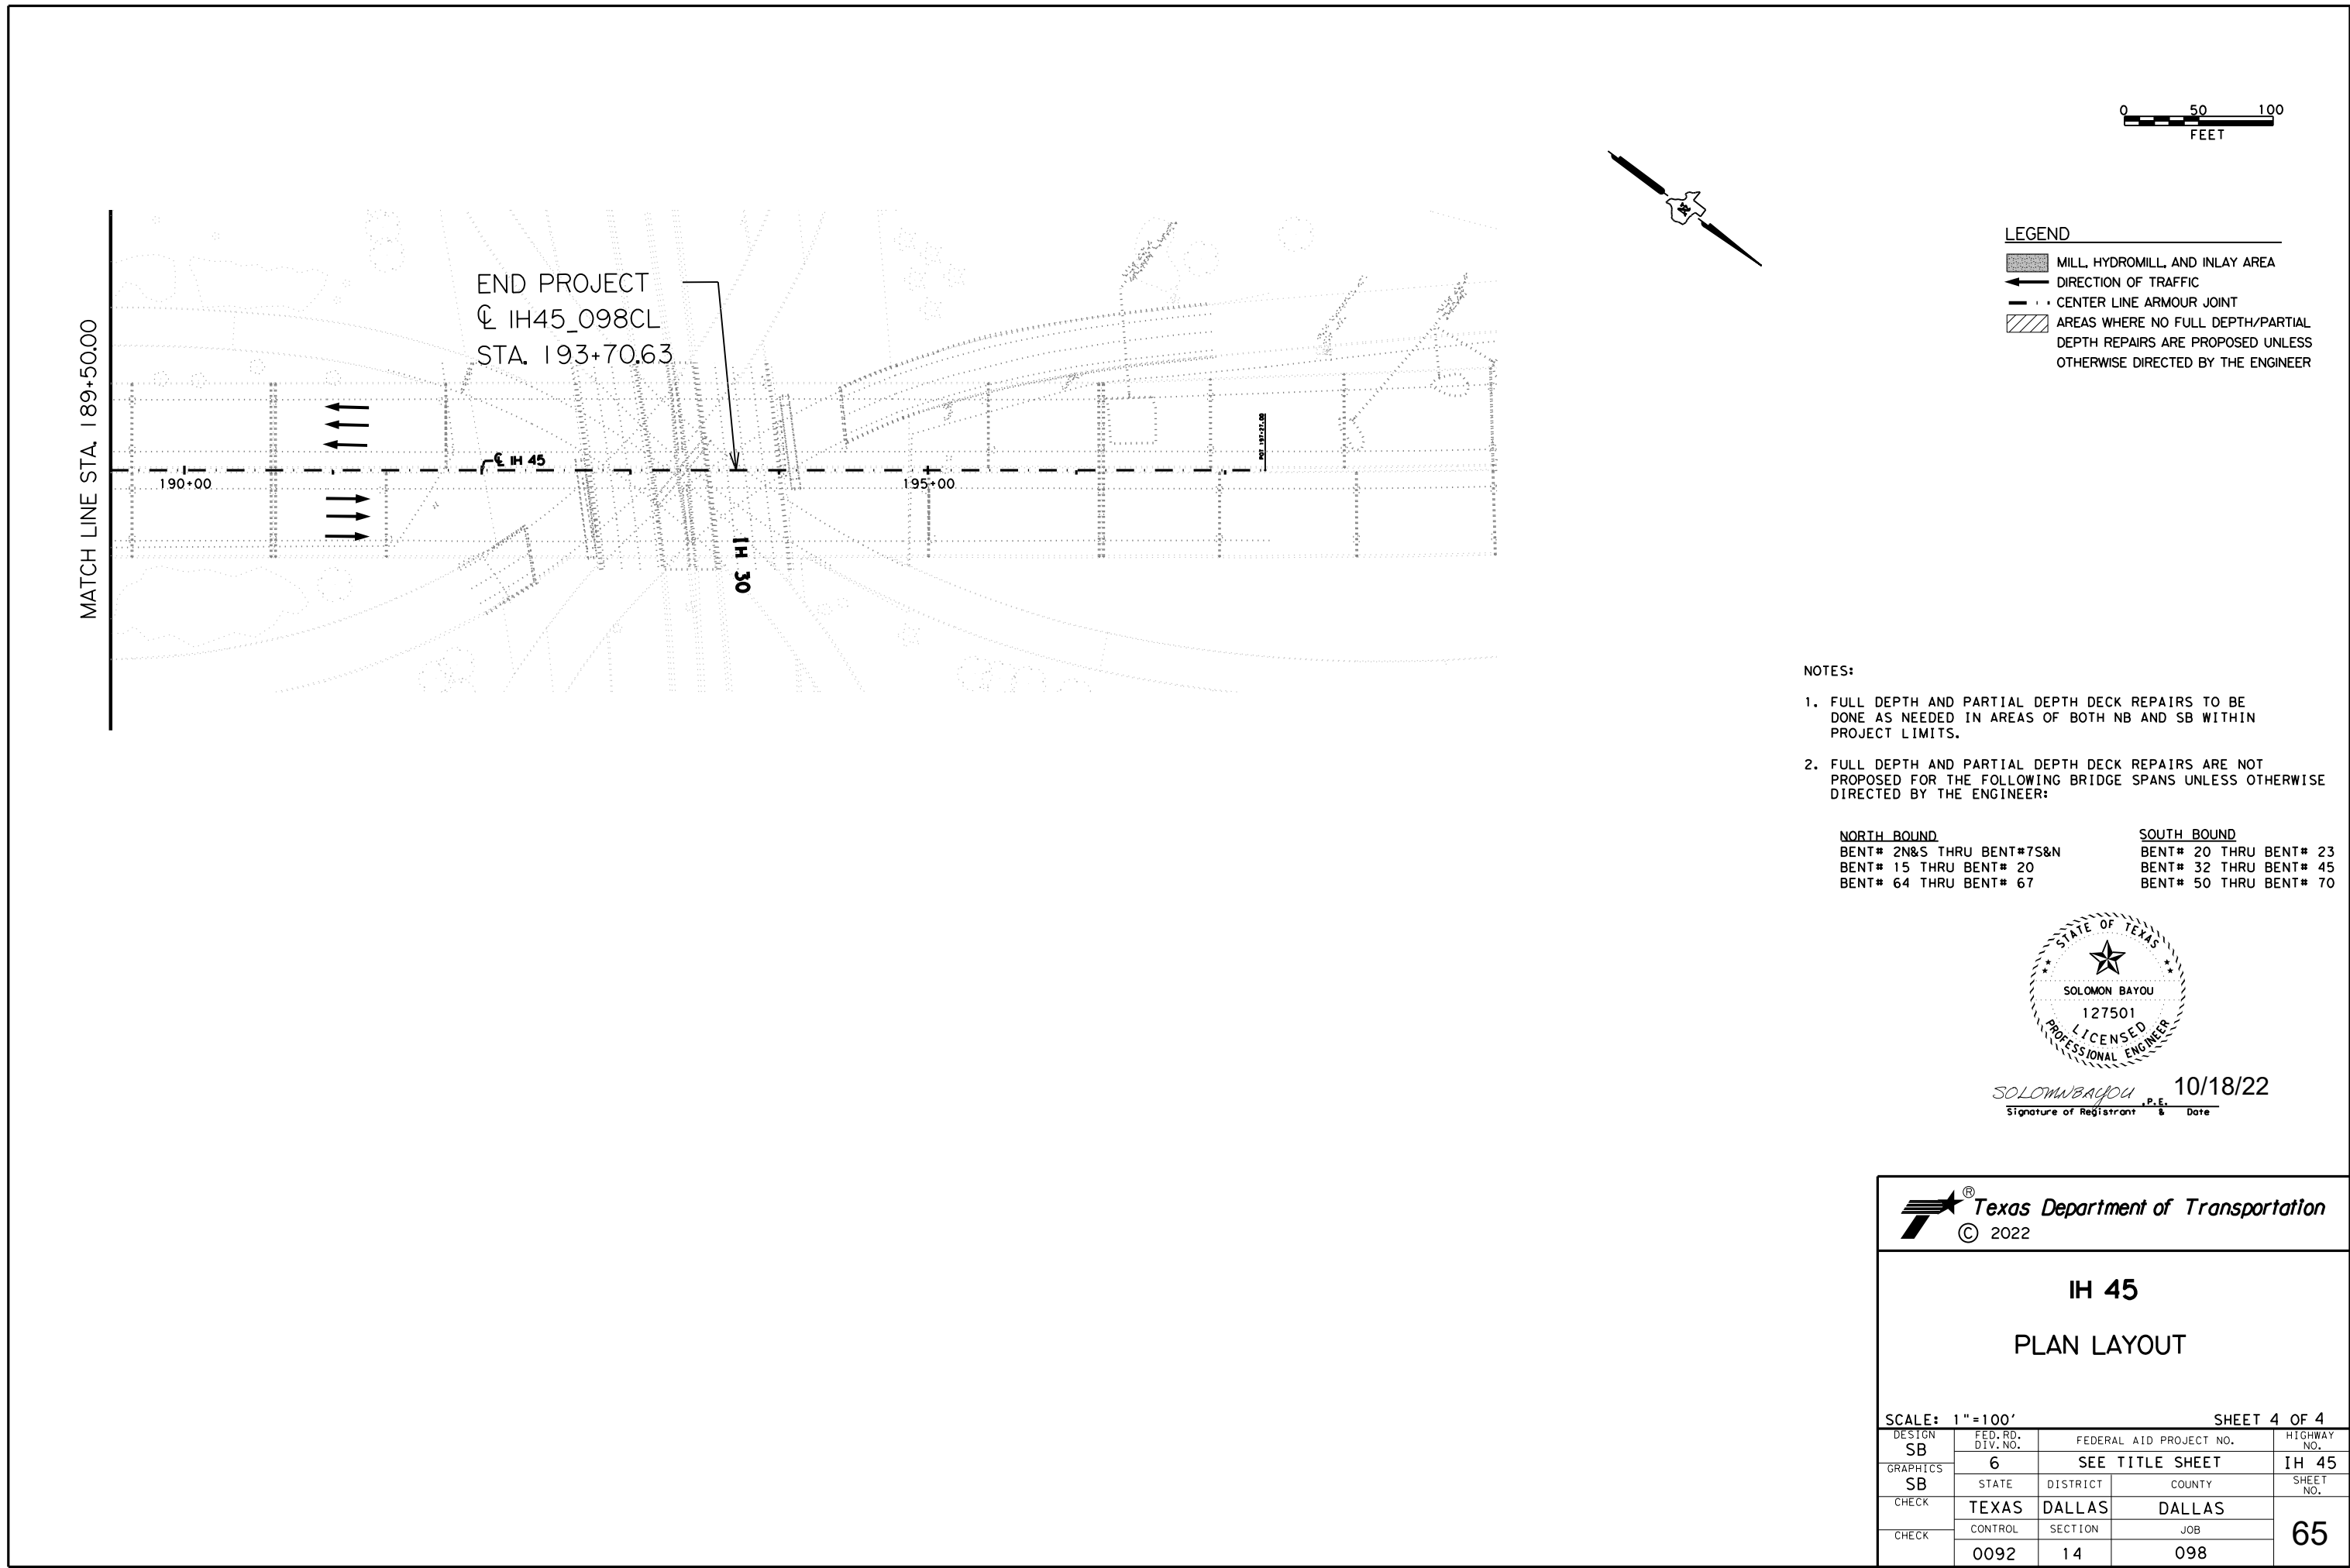 0 50 100
FEET
LEGEND
MILL, HYDROMILL, AND INLAY AREA
DIRECTION OF TRAFFIC
CENTER LINE ARMOUR JOINT
AREAS WHERE NO FULL DEPTH/PARTIAL
DEPTH REPAIRS ARE PROPOSED UNLESS
OTHERWISE DIRECTED BY THE ENGINEER
MATCH LINE STA. 189+50.00
END PROJECT
℄ IH45_098CL
STA. 193+70.63
℄ IH 45
190+00
195+00
IH 30
NOTES:
1. FULL DEPTH AND PARTIAL DEPTH DECK REPAIRS TO BE
DONE AS NEEDED IN AREAS OF BOTH NB AND SB WITHIN
PROJECT LIMITS.
2. FULL DEPTH AND PARTIAL DEPTH DECK REPAIRS ARE NOT
PROPOSED FOR THE FOLLOWING BRIDGE SPANS UNLESS OTHERWISE
DIRECTED BY THE ENGINEER:
NORTH BOUND
BENT# 2N&S THRU BENT#7S&N
BENT# 15 THRU BENT# 20
BENT# 64 THRU BENT# 67
SOUTH BOUND
BENT# 20 THRU BENT# 23
BENT# 32 THRU BENT# 45
BENT# 50 THRU BENT# 70
STATE OF TEXAS
SOLOMON BAYOU
127501
LICENSED
PROFESSIONAL ENGINEER
SOLOMNBAYOU ,P.E. 10/18/22
Signature of Registrant & Date
® Texas Department of Transportation
© 2022
IH 45
PLAN LAYOUT
SCALE: 1"=100' SHEET 4 OF 4
DESIGN
SB
GRAPHICS
SB
CHECK
CHECK
FED.RD. DIV.NO.
FEDERAL AID PROJECT NO.
HIGHWAY NO.
6 SEE TITLE SHEET IH 45
STATE DISTRICT COUNTY SHEET NO.
TEXAS DALLAS DALLAS
CONTROL SECTION JOB
0092 14 098
65